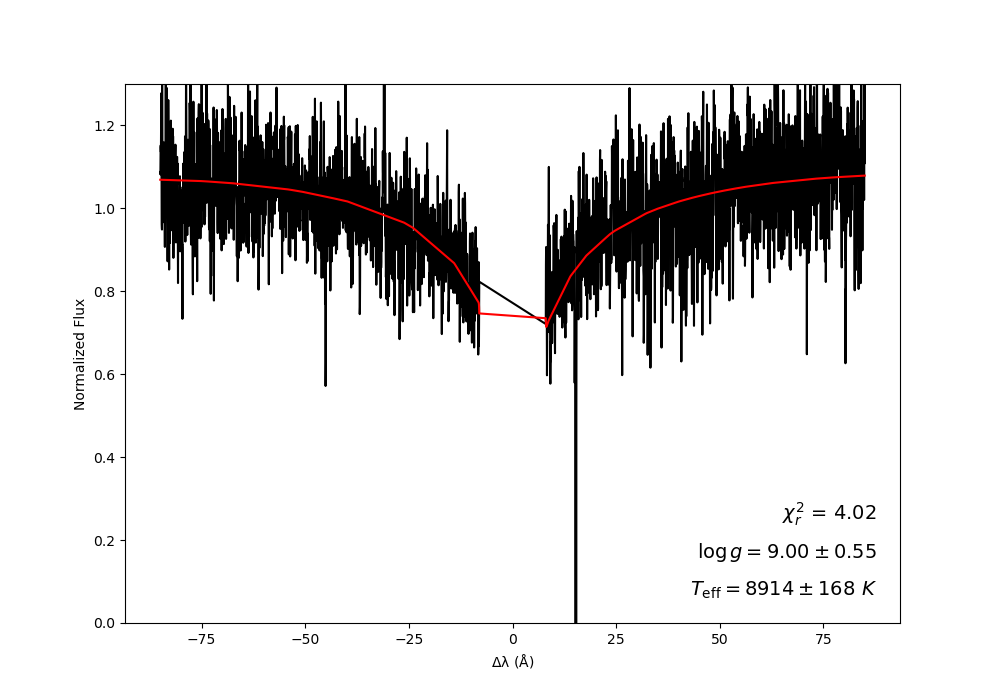 1.2
1.0
0.8
0.6
0.4
0.2
0.0
Normalized Flux
χ²ᵣ = 4.02
log g = 9.00 ± 0.55
T_eff = 8914 ± 168 K
−75 −50 −25 0 25 50 75
Δλ (Å)